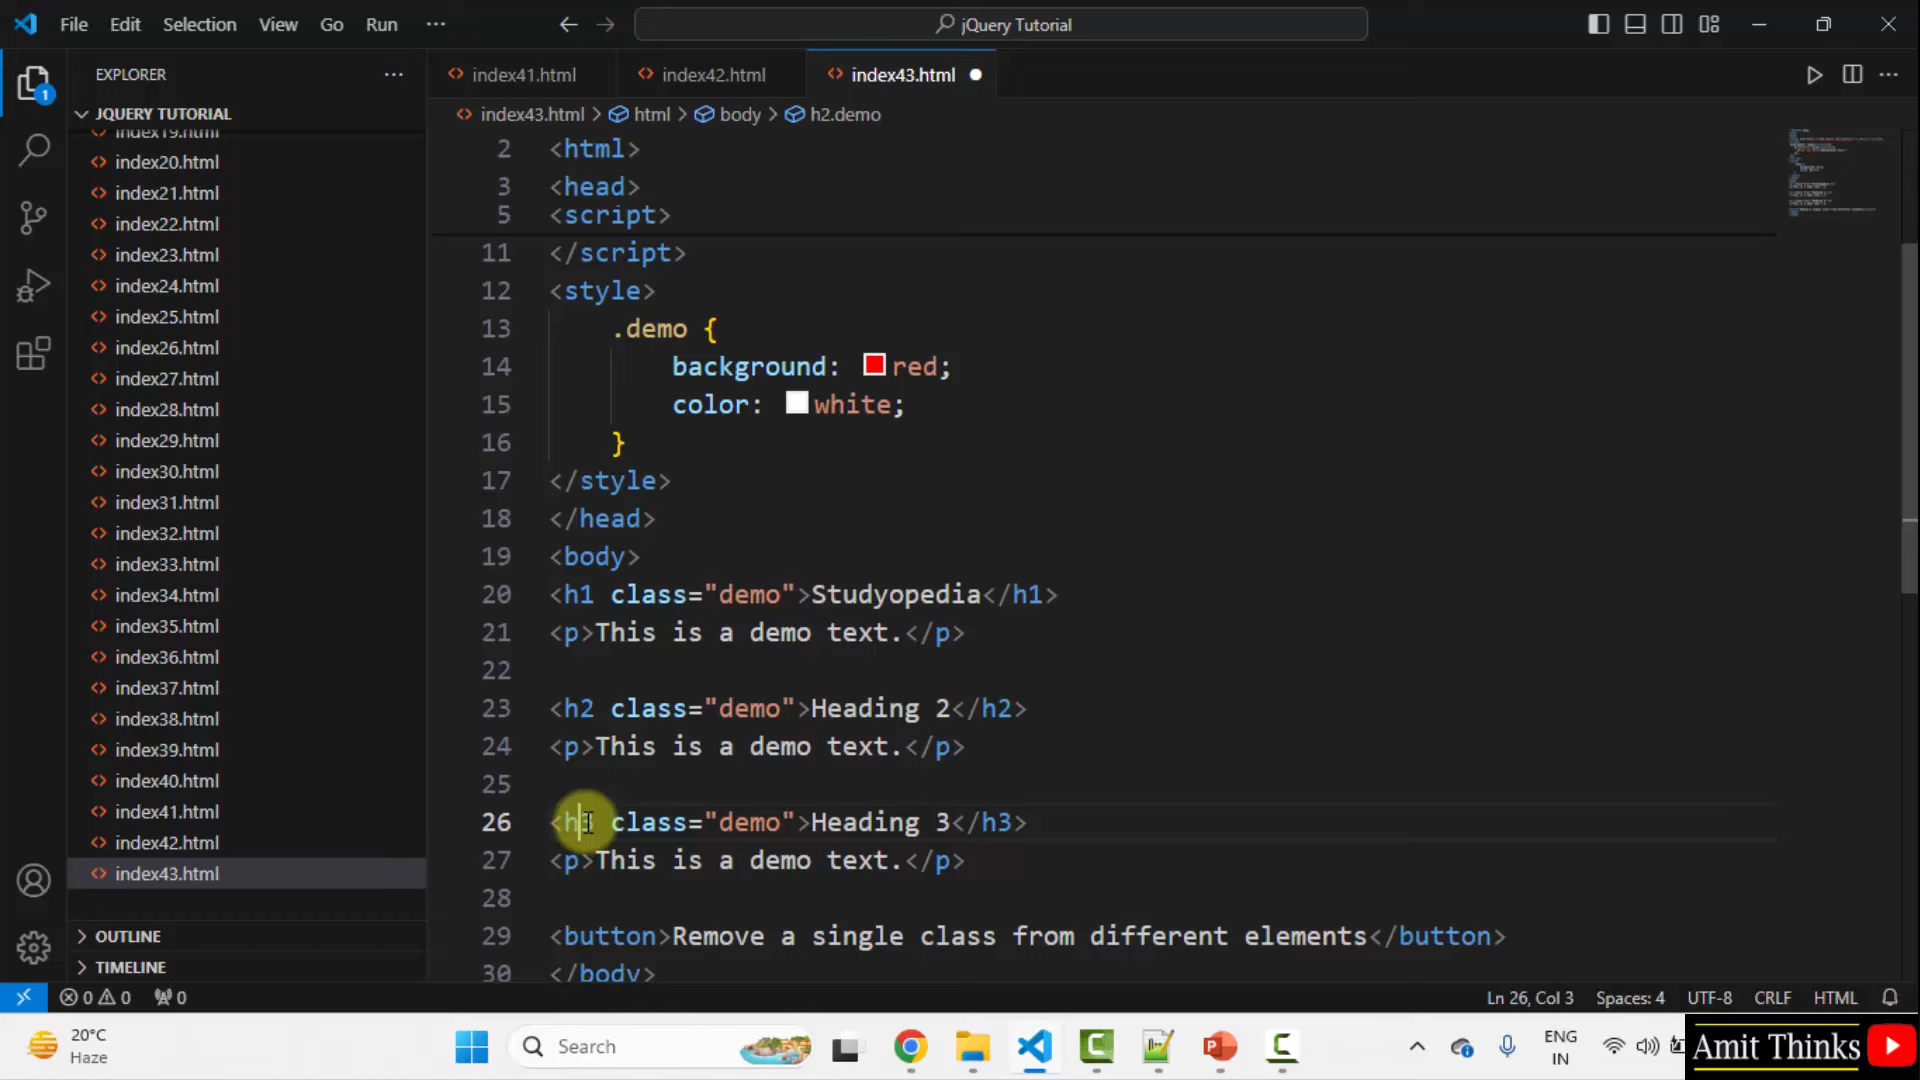 File Edit Selection View Go Run ··· jQuery Tutorial
EXPLORER ···
index41.html index42.html index43.html
JQUERY TUTORIAL
index43.html > html > body > h2.demo
index19.html
index20.html
index21.html
index22.html
index23.html
index24.html
index25.html
index26.html
index27.html
index28.html
index29.html
index30.html
index31.html
index32.html
index33.html
index34.html
index35.html
index36.html
index37.html
index38.html
index39.html
index40.html
index41.html
index42.html
index43.html
OUTLINE
TIMELINE
1
2 <html>
3 <head>
5 <script>
11 </script>
12 <style>
13 .demo {
14 background: red;
15 color: white;
16 }
17 </style>
18 </head>
19 <body>
20 <h1 class="demo">Studyopedia</h1>
21 <p>This is a demo text.</p>
22
23 <h2 class="demo">Heading 2</h2>
24 <p>This is a demo text.</p>
25
26 <h3 class="demo">Heading 3</h3>
27 <p>This is a demo text.</p>
28
29 <button>Remove a single class from different elements</button>
30 </body>
0 0 0 Ln 26, Col 3 Spaces: 4 UTF-8 CRLF HTML
20°C
Haze
Search
ENG
IN
Amit Thinks